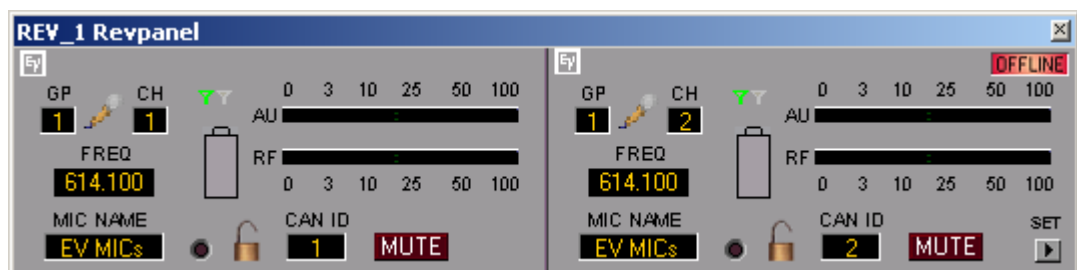 REV_1 Revpanel
EV
GP CH
1 1
FREQ
614.100
MIC NAME
EV MICs
0 3 10 25 50 100
AU
RF
0 3 10 25 50 100
CAN ID
1
MUTE
EV
OFFLINE
GP CH
1 2
FREQ
614.100
MIC NAME
EV MICs
0 3 10 25 50 100
AU
RF
0 3 10 25 50 100
CAN ID
2
MUTE
SET